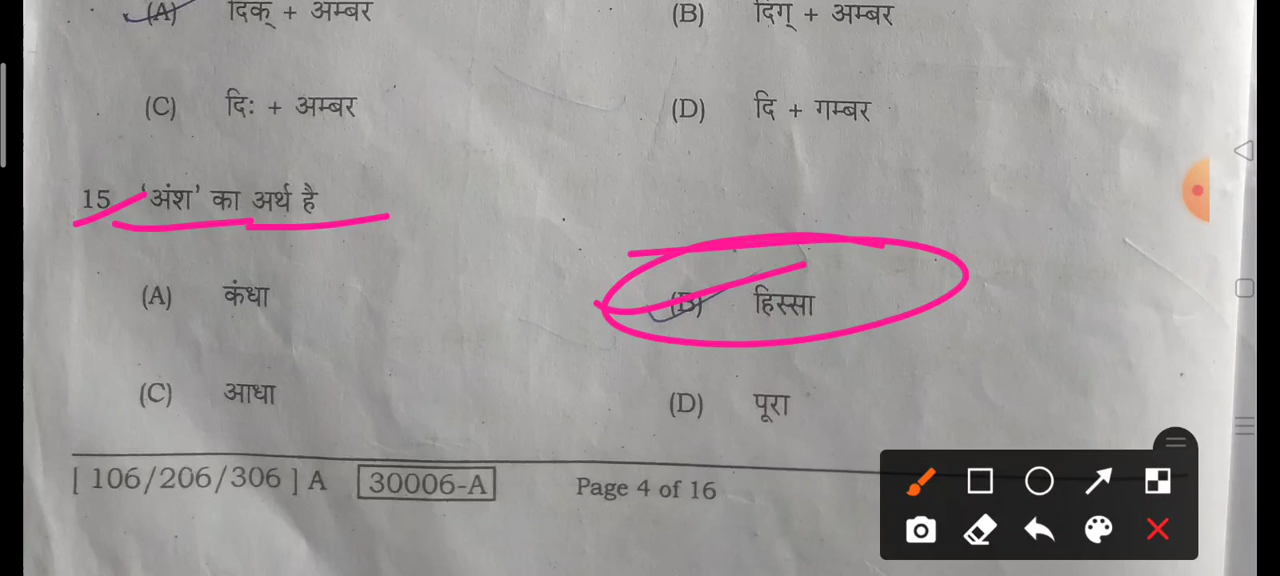 (A) दिक् + अम्बर (B) दिग् + अम्बर
(C) दिः + अम्बर (D) दि + गम्बर
15 'अंश' का अर्थ है
(A) कंधा (B) हिस्सा
(C) आधा (D) पूरा
[ 106/206/306 ] A 30006-A Page 4 of 16